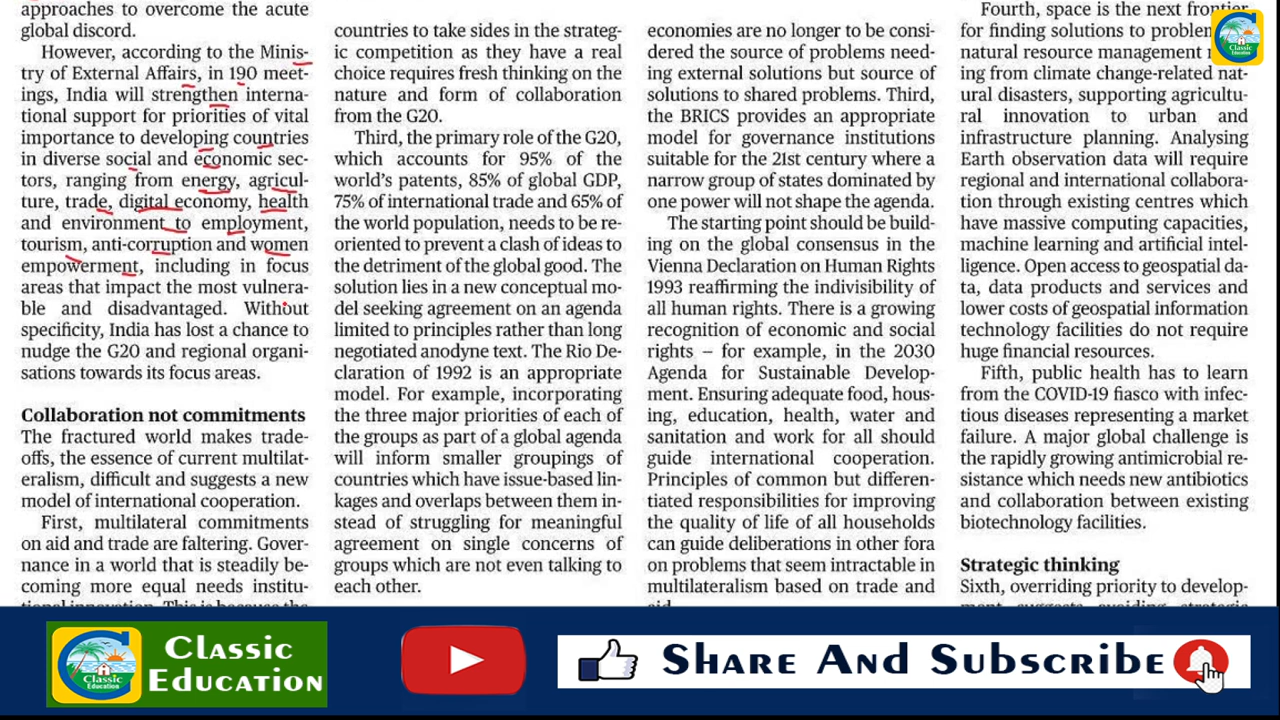 approaches to overcome the acute
global discord.
However, according to the Minis-
try of External Affairs, in 190 meet-
ings, India will strengthen interna-
tional support for priorities of vital
importance to developing countries
in diverse social and economic sec-
tors, ranging from energy, agricul-
ture, trade, digital economy, health
and environment to employment,
tourism, anti-corruption and women
empowerment, including in focus
areas that impact the most vulnera-
ble and disadvantaged. Without
specificity, India has lost a chance to
nudge the G20 and regional organi-
sations towards its focus areas.
Collaboration not commitments
The fractured world makes trade-
offs, the essence of current multilat-
eralism, difficult and suggests a new
model of international cooperation.
First, multilateral commitments
on aid and trade are faltering. Gover-
nance in a world that is steadily be-
coming more equal needs institu-
tional innovation. This is because the
countries to take sides in the strateg-
ic competition as they have a real
choice requires fresh thinking on the
nature and form of collaboration
from the G20.
Third, the primary role of the G20,
which accounts for 95% of the
world's patents, 85% of global GDP,
75% of international trade and 65% of
the world population, needs to be re-
oriented to prevent a clash of ideas to
the detriment of the global good. The
solution lies in a new conceptual mo-
del seeking agreement on an agenda
limited to principles rather than long
negotiated anodyne text. The Rio De-
claration of 1992 is an appropriate
model. For example, incorporating
the three major priorities of each of
the groups as part of a global agenda
will inform smaller groupings of
countries which have issue-based lin-
kages and overlaps between them in-
stead of struggling for meaningful
agreement on single concerns of
groups which are not even talking to
each other.
economies are no longer to be consi-
dered the source of problems need-
ing external solutions but source of
solutions to shared problems. Third,
the BRICS provides an appropriate
model for governance institutions
suitable for the 21st century where a
narrow group of states dominated by
one power will not shape the agenda.
The starting point should be build-
ing on the global consensus in the
Vienna Declaration on Human Rights
1993 reaffirming the indivisibility of
all human rights. There is a growing
recognition of economic and social
rights – for example, in the 2030
Agenda for Sustainable Develop-
ment. Ensuring adequate food, hous-
ing, education, health, water and
sanitation and work for all should
guide international cooperation.
Principles of common but differen-
tiated responsibilities for improving
the quality of life of all households
can guide deliberations in other fora
on problems that seem intractable in
multilateralism based on trade and
aid.
Fourth, space is the next frontier
for finding solutions to problem
natural resource management
ing from climate change-related nat-
ural disasters, supporting agricultu-
ral innovation to urban and
infrastructure planning. Analysing
Earth observation data will require
regional and international collabora-
tion through existing centres which
have massive computing capacities,
machine learning and artificial intel-
ligence. Open access to geospatial da-
ta, data products and services and
lower costs of geospatial information
technology facilities do not require
huge financial resources.
Fifth, public health has to learn
from the COVID-19 fiasco with infec-
tious diseases representing a market
failure. A major global challenge is
the rapidly growing antimicrobial re-
sistance which needs new antibiotics
and collaboration between existing
biotechnology facilities.
Strategic thinking
Sixth, overriding priority to develop-
ment suggests avoiding strategic
Classic
Education
Classic
Education
Classic
Education
Share And Subscribe